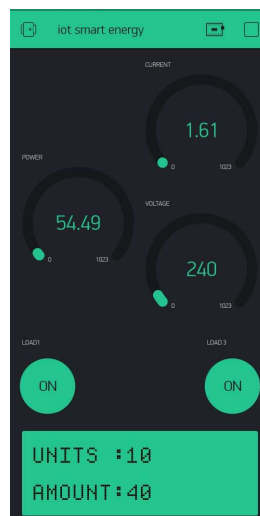 iot smart energy
CURRENT
1.61
0 1023
POWER
54.49
0 1023
VOLTAGE
240
0 1023
LOAD1 LOAD 3
ON ON
UNITS :10
AMOUNT:40